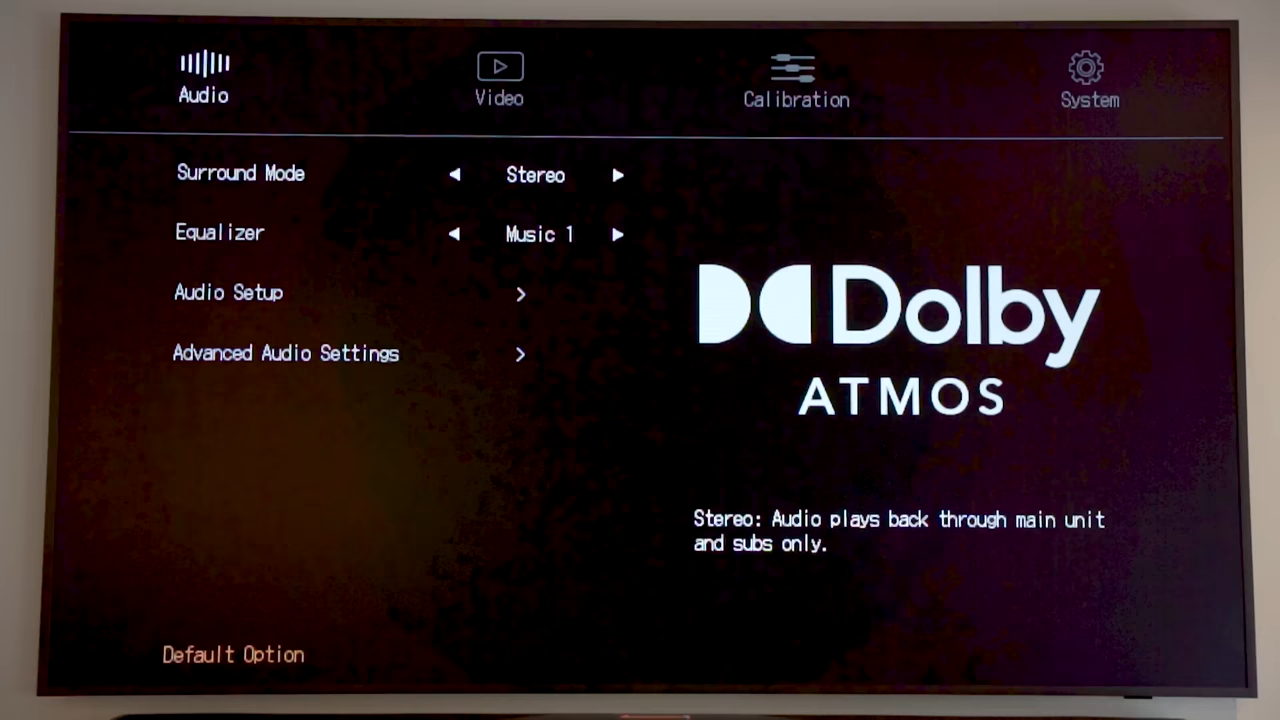 Audio
Video
Calibration
System
Surround Mode
Stereo
Equalizer
Music 1
Audio Setup
Advanced Audio Settings
Dolby
ATMOS
Stereo: Audio plays back through main unit
and subs only.
Default Option